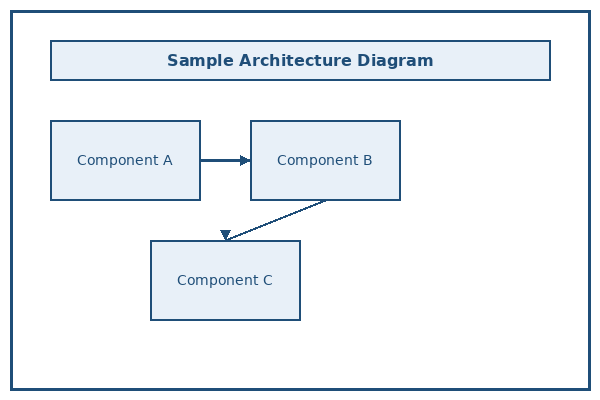 Sample Architecture Diagram
Component A
Component B
Component C